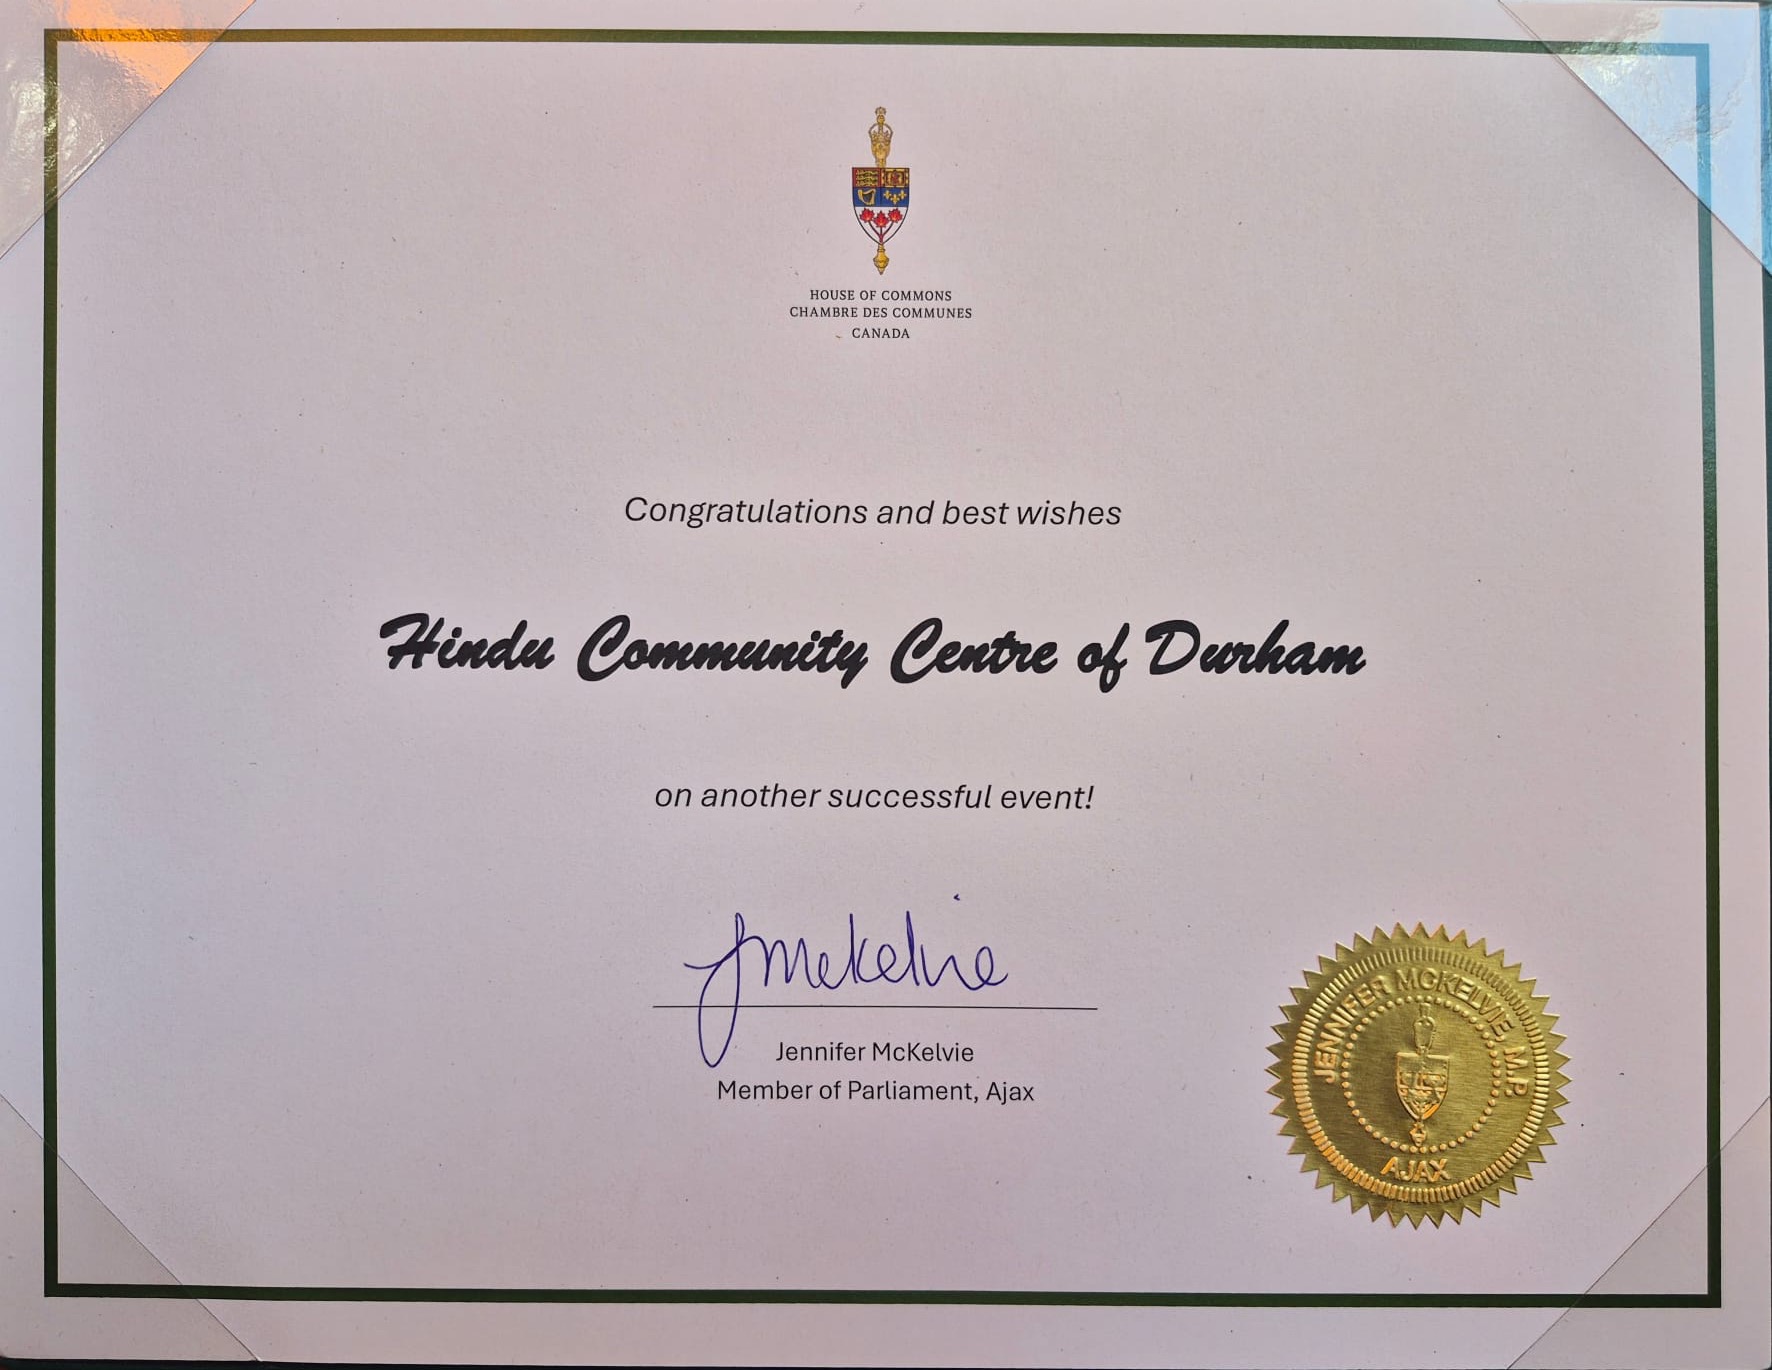 HOUSE OF COMMONS
CHAMBRE DES COMMUNES
CANADA
Congratulations and best wishes
Hindu Community Centre of Durham
on another successful event!
JMcKelvie
Jennifer McKelvie
Member of Parliament, Ajax
JENNIFER MCKELVIE, M.P.
AJAX